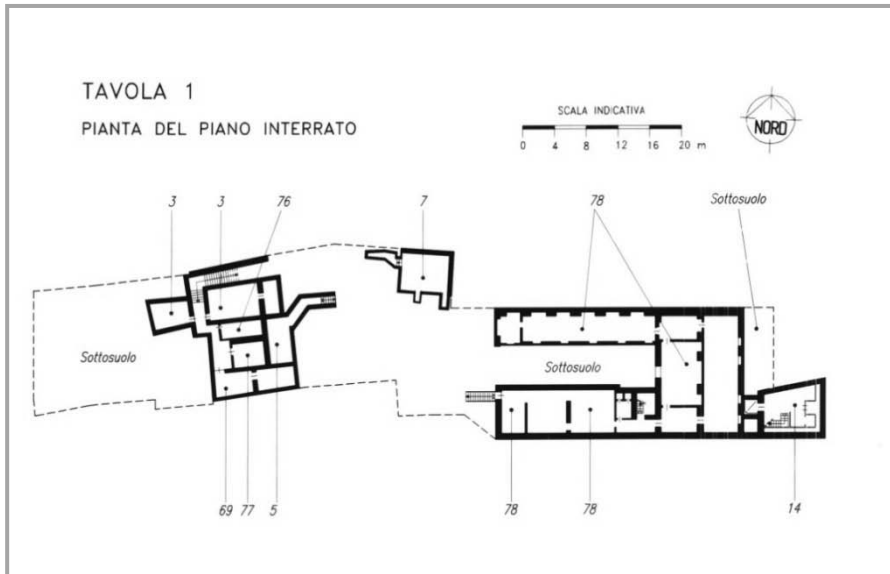 TAVOLA 1
PIANTA DEL PIANO INTERRATO
SCALA INDICATIVA
0 4 8 12 16 20 m
NORD
3 3 76 7 78 Sottosuolo
Sottosuolo
Sottosuolo
69 77 5 78 78 14